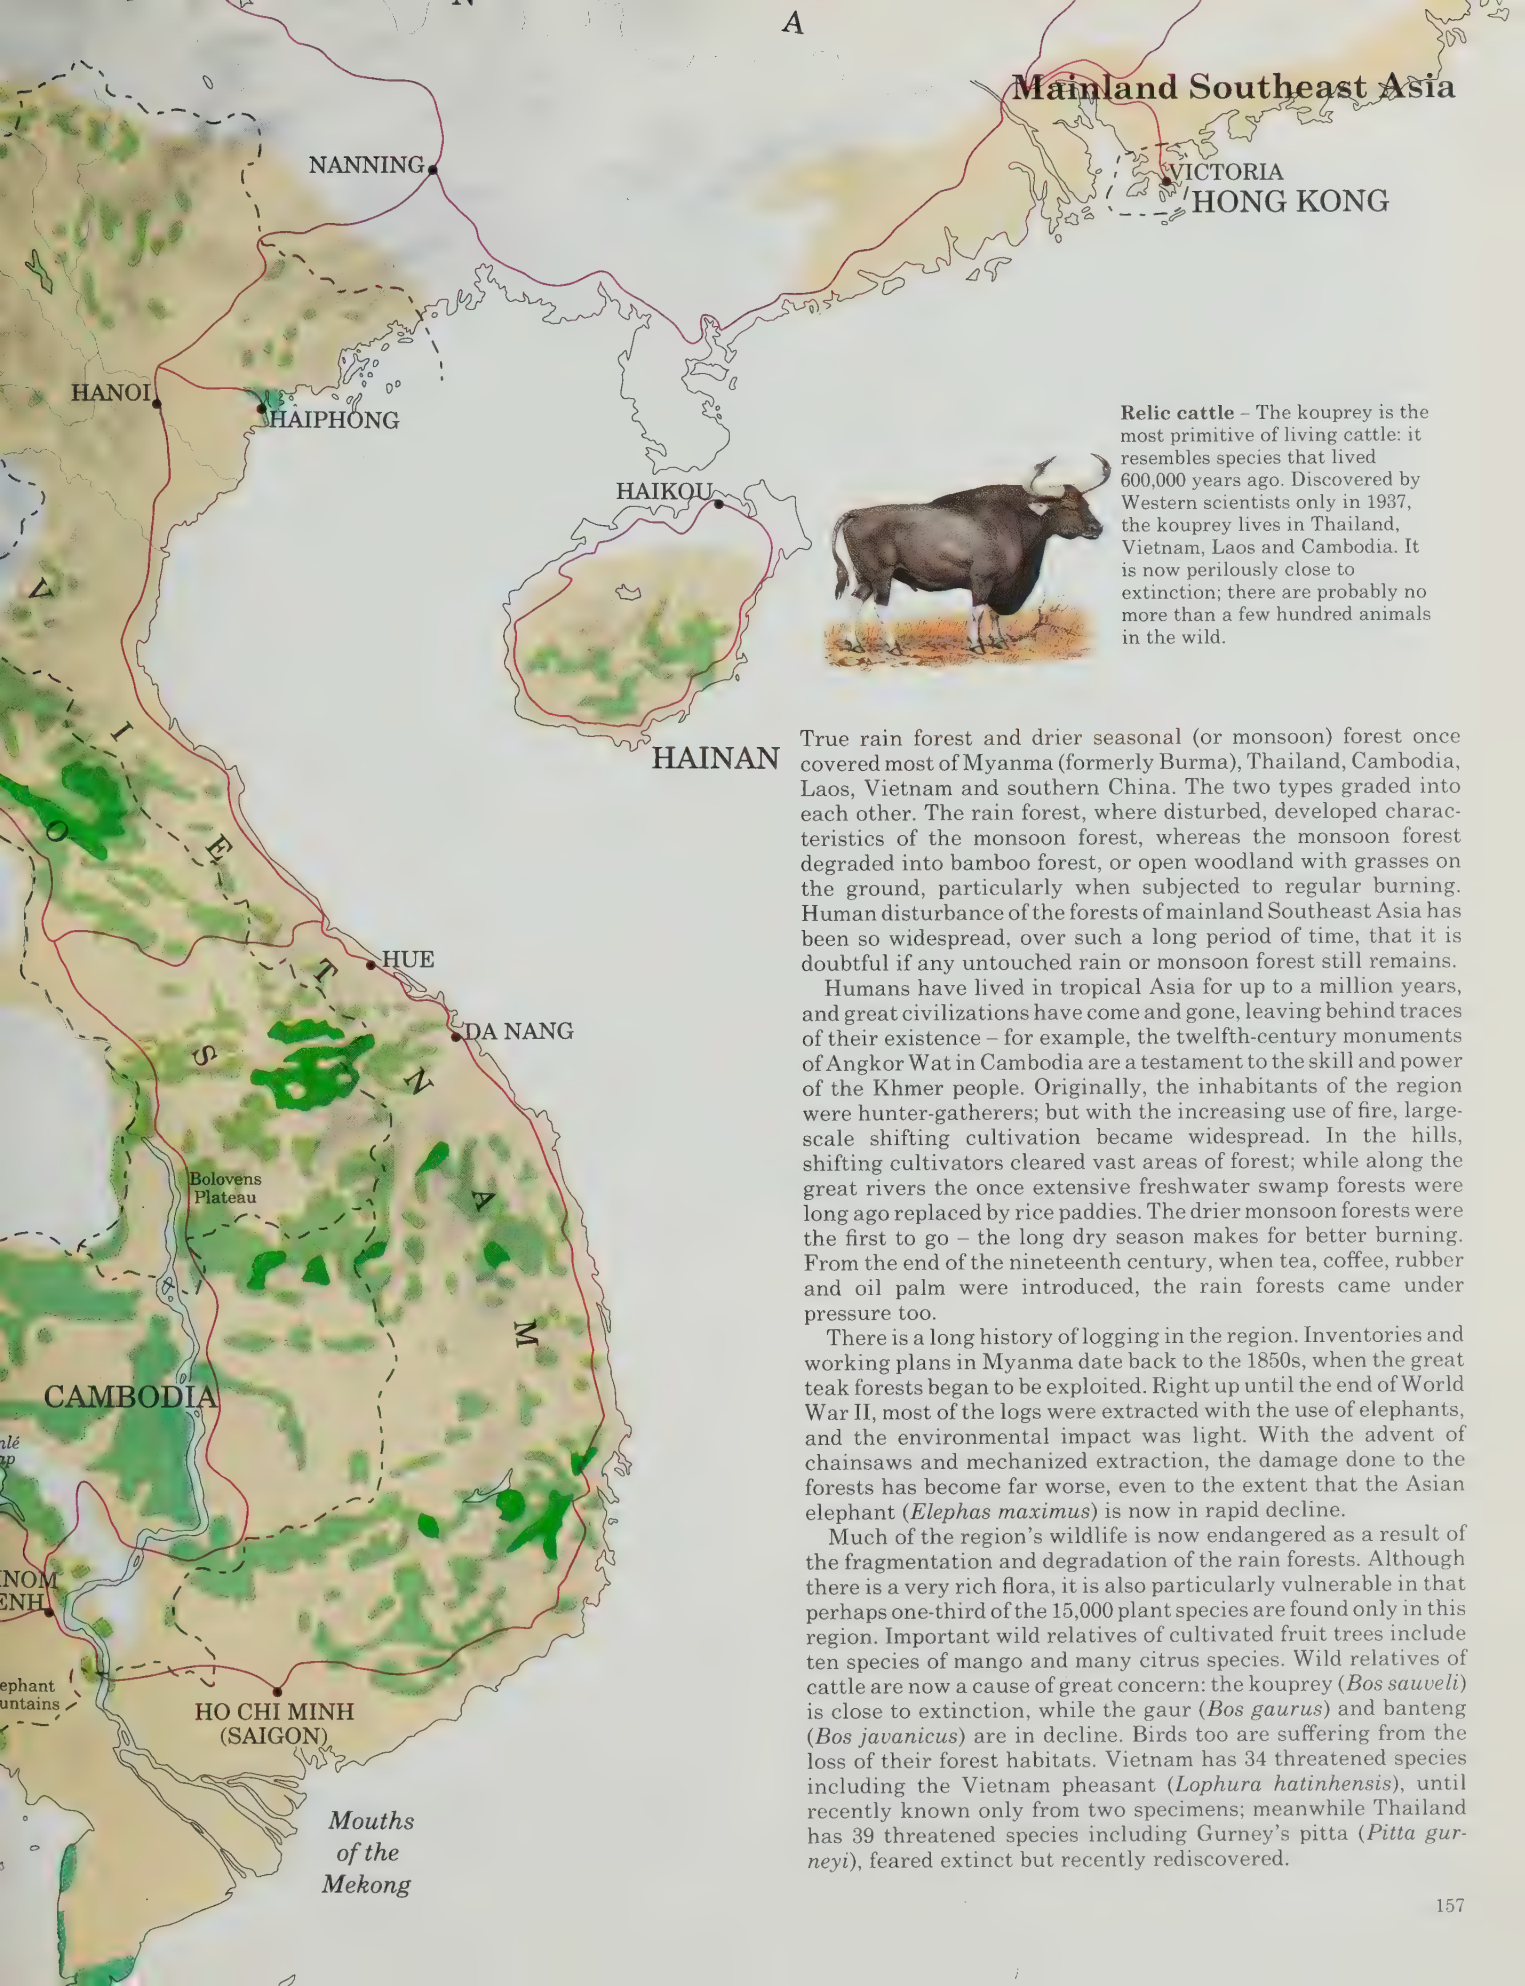 A
Mainland Southeast Asia
NANNING
VICTORIA
HONG KONG
HANOI
HAIPHONG
HAIKOU
HAINAN
Relic cattle – The kouprey is the
most primitive of living cattle: it
resembles species that lived
600,000 years ago. Discovered by
Western scientists only in 1937,
the kouprey lives in Thailand,
Vietnam, Laos and Cambodia. It
is now perilously close to
extinction; there are probably no
more than a few hundred animals
in the wild.
True rain forest and drier seasonal (or monsoon) forest once
covered most of Myanma (formerly Burma), Thailand, Cambodia,
Laos, Vietnam and southern China. The two types graded into
each other. The rain forest, where disturbed, developed charac-
teristics of the monsoon forest, whereas the monsoon forest
degraded into bamboo forest, or open woodland with grasses on
the ground, particularly when subjected to regular burning.
Human disturbance of the forests of mainland Southeast Asia has
been so widespread, over such a long period of time, that it is
doubtful if any untouched rain or monsoon forest still remains.
Humans have lived in tropical Asia for up to a million years,
and great civilizations have come and gone, leaving behind traces
of their existence – for example, the twelfth-century monuments
of Angkor Wat in Cambodia are a testament to the skill and power
of the Khmer people. Originally, the inhabitants of the region
were hunter-gatherers; but with the increasing use of fire, large-
scale shifting cultivation became widespread. In the hills,
shifting cultivators cleared vast areas of forest; while along the
great rivers the once extensive freshwater swamp forests were
long ago replaced by rice paddies. The drier monsoon forests were
the first to go – the long dry season makes for better burning.
From the end of the nineteenth century, when tea, coffee, rubber
and oil palm were introduced, the rain forests came under
pressure too.
There is a long history of logging in the region. Inventories and
working plans in Myanma date back to the 1850s, when the great
teak forests began to be exploited. Right up until the end of World
War II, most of the logs were extracted with the use of elephants,
and the environmental impact was light. With the advent of
chainsaws and mechanized extraction, the damage done to the
forests has become far worse, even to the extent that the Asian
elephant (Elephas maximus) is now in rapid decline.
Much of the region's wildlife is now endangered as a result of
the fragmentation and degradation of the rain forests. Although
there is a very rich flora, it is also particularly vulnerable in that
perhaps one-third of the 15,000 plant species are found only in this
region. Important wild relatives of cultivated fruit trees include
ten species of mango and many citrus species. Wild relatives of
cattle are now a cause of great concern: the kouprey (Bos sauveli)
is close to extinction, while the gaur (Bos gaurus) and banteng
(Bos javanicus) are in decline. Birds too are suffering from the
loss of their forest habitats. Vietnam has 34 threatened species
including the Vietnam pheasant (Lophura hatinhensis), until
recently known only from two specimens; meanwhile Thailand
has 39 threatened species including Gurney's pitta (Pitta gur-
neyi), feared extinct but recently rediscovered.
VIETNAM
O
S
HUE
DA NANG
Bolovens
Plateau
CAMBODIA
nlé
ap
NOM
ENH
ephant
untains
HO CHI MINH
(SAIGON)
Mouths
of the
Mekong
157